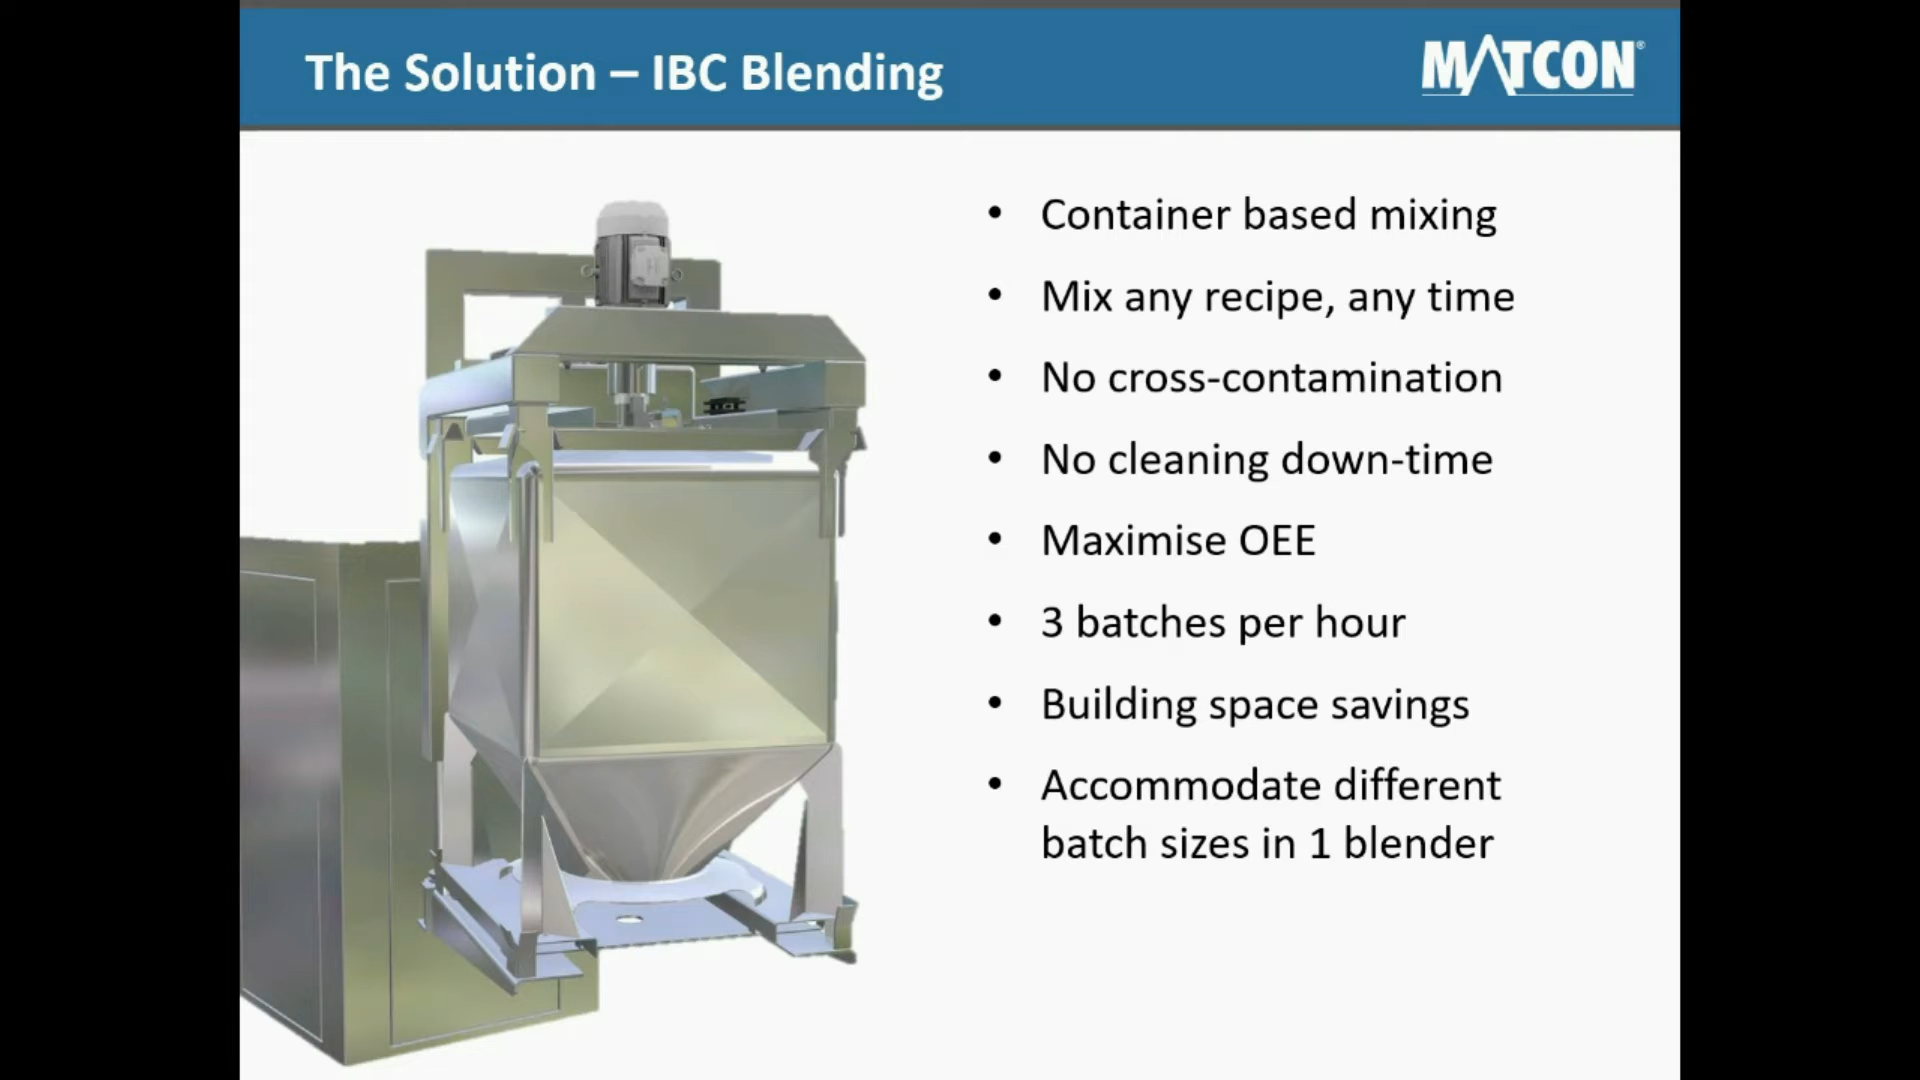 The Solution – IBC Blending
MATCON®
• Container based mixing
• Mix any recipe, any time
• No cross-contamination
• No cleaning down-time
• Maximise OEE
• 3 batches per hour
• Building space savings
• Accommodate different
batch sizes in 1 blender